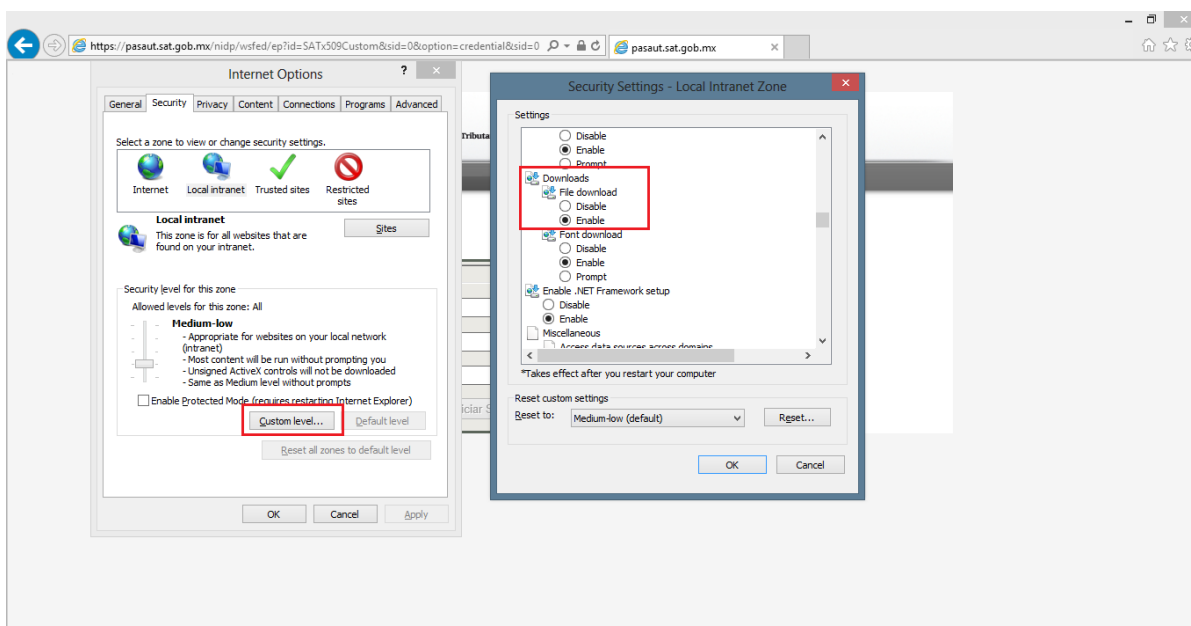 https://pasaut.sat.gob.mx/nidp/wsfed/ep?id=SATx509Custom&sid=0&option=credential&sid=0
pasaut.sat.gob.mx
Internet Options
General Security Privacy Content Connections Programs Advanced
Select a zone to view or change security settings.
Internet Local intranet Trusted sites Restricted
sites
Local intranet
This zone is for all websites that are
found on your intranet.
Sites
Security level for this zone
Allowed levels for this zone: All
Medium-low
- Appropriate for websites on your local network
(intranet)
- Most content will be run without prompting you
- Unsigned ActiveX controls will not be downloaded
- Same as Medium level without prompts
Enable Protected Mode (requires restarting Internet Explorer)
Custom level... Default level
Reset all zones to default level
OK Cancel Apply
Tributa
iciar S
Security Settings - Local Intranet Zone
Settings
Disable
Enable
Prompt
Downloads
File download
Disable
Enable
Font download
Disable
Enable
Prompt
Enable .NET Framework setup
Disable
Enable
Miscellaneous
Access data sources across domains
*Takes effect after you restart your computer
Reset custom settings
Reset to: Medium-low (default) Reset...
OK Cancel